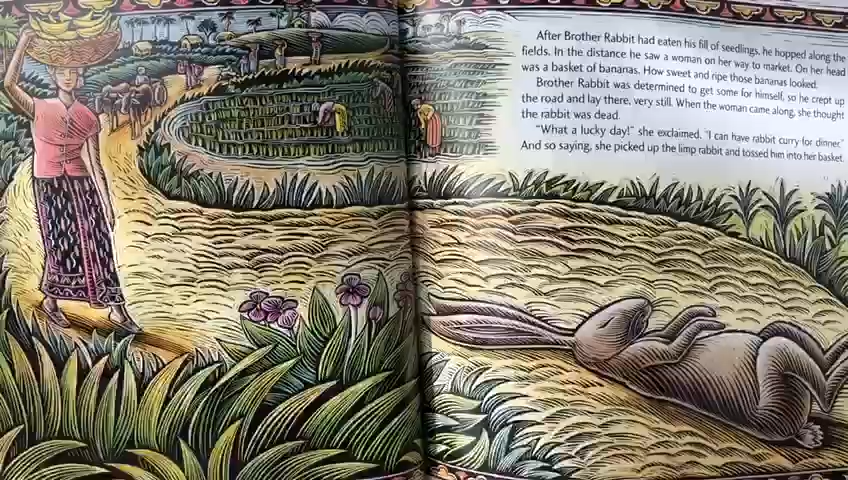 After Brother Rabbit had eaten his fill of seedlings, he hopped along the
fields. In the distance he saw a woman on her way to market. On her head
was a basket of bananas. How sweet and ripe those bananas looked.
Brother Rabbit was determined to get some for himself, so he crept up
the road and lay there, very still. When the woman came along, she thought
the rabbit was dead.
"What a lucky day!" she exclaimed. "I can have rabbit curry for dinner."
And so saying, she picked up the limp rabbit and tossed him into her basket.